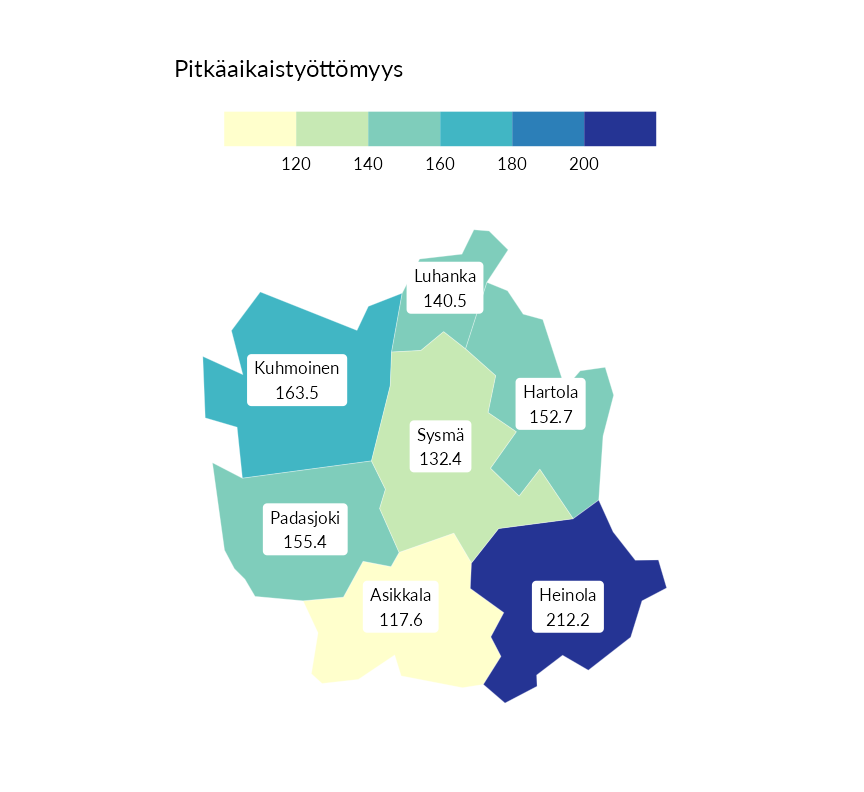 Pitkäaikaistyöttömyys
120 140 160 180 200
Luhanka
140.5
Kuhmoinen
163.5
Hartola
152.7
Sysmä
132.4
Padasjoki
155.4
Asikkala
117.6
Heinola
212.2